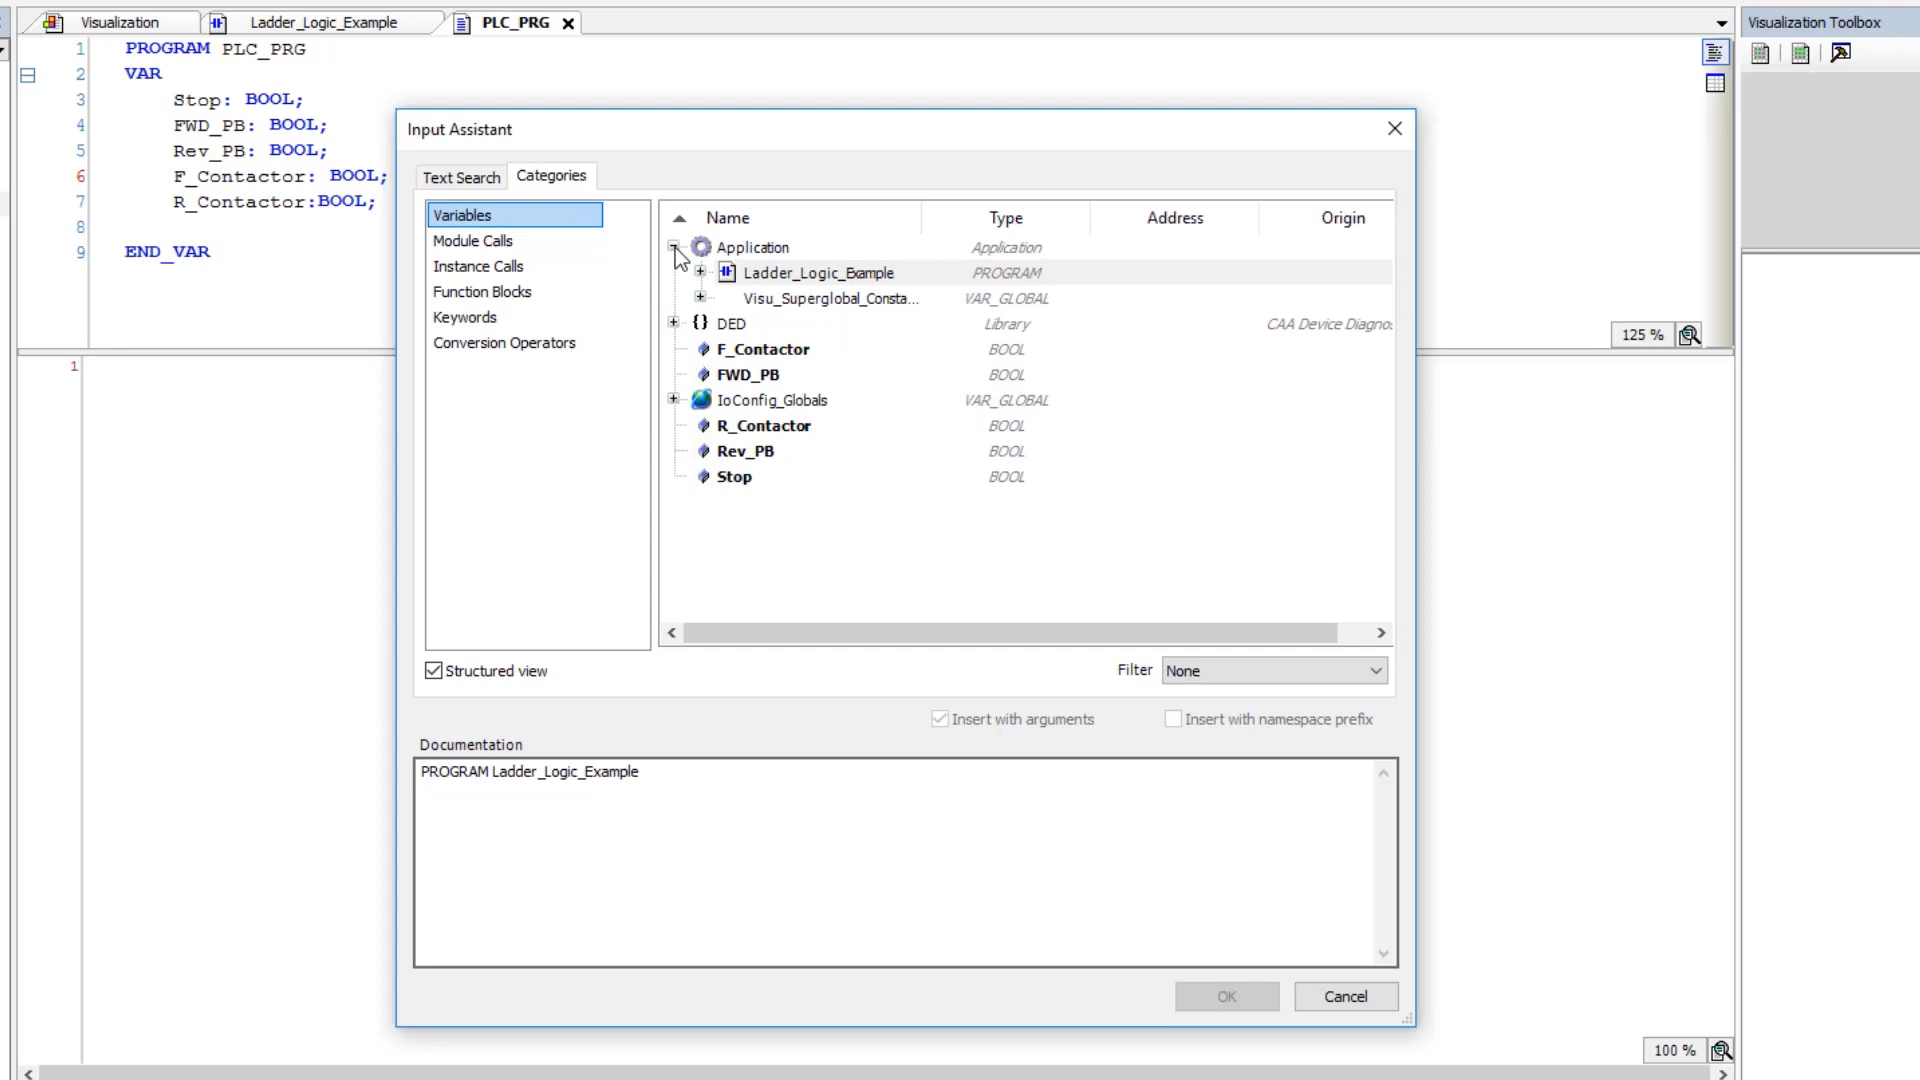 Visualization
Ladder_Logic_Example
PLC_PRG
Visualization Toolbox
1 PROGRAM PLC_PRG
2 VAR
3 Stop: BOOL;
4 FWD_PB: BOOL;
5 Rev_PB: BOOL;
6 F_Contactor: BOOL;
7 R_Contactor:BOOL;
8
9 END_VAR
125 %
1
Input Assistant
Text Search
Categories
Variables
Module Calls
Instance Calls
Function Blocks
Keywords
Conversion Operators
Name Type Address Origin
Application Application
Ladder_Logic_Example PROGRAM
Visu_Superglobal_Consta... VAR_GLOBAL
{} DED Library CAA Device Diagno
F_Contactor BOOL
FWD_PB BOOL
IoConfig_Globals VAR_GLOBAL
R_Contactor BOOL
Rev_PB BOOL
Stop BOOL
Structured view
Filter None
Insert with arguments
Insert with namespace prefix
Documentation
PROGRAM Ladder_Logic_Example
OK
Cancel
100 %